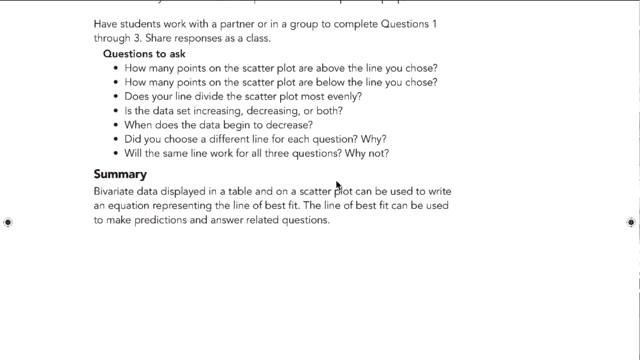 Have students work with a partner or in a group to complete Questions 1
through 3. Share responses as a class.
Questions to ask
• How many points on the scatter plot are above the line you chose?
• How many points on the scatter plot are below the line you chose?
• Does your line divide the scatter plot most evenly?
• Is the data set increasing, decreasing, or both?
• When does the data begin to decrease?
• Did you choose a different line for each question? Why?
• Will the same line work for all three questions? Why not?
Summary
Bivariate data displayed in a table and on a scatter plot can be used to write
an equation representing the line of best fit. The line of best fit can be used
to make predictions and answer related questions.